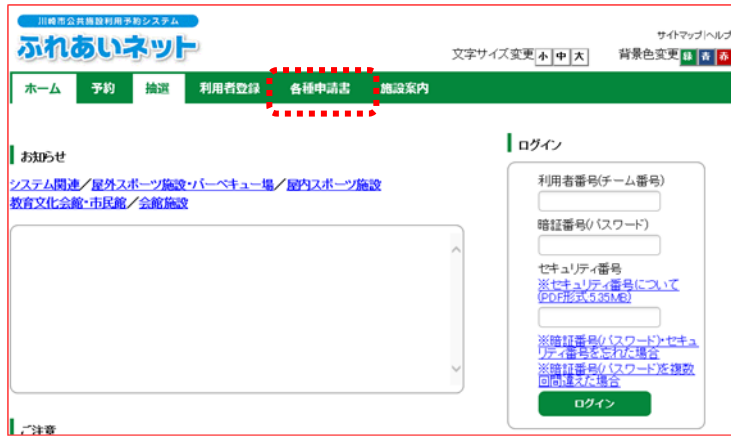 川崎市公共施設利用予約システム
ふれあいネット
サイトマップ|ヘルプ
文字サイズ変更 小 中 大 背景色変更 緑 青 赤
ホーム 予約 抽選 利用者登録 各種申請書 施設案内
お知らせ
システム関連／屋外スポーツ施設・バーベキュー場／屋内スポーツ施設
教育文化会館・市民館／会館施設
ご注意
ログイン
利用者番号(チーム番号)
暗証番号(パスワード)
セキュリティ番号
※セキュリティ番号について
(PDF形式5.35MB)
※暗証番号(パスワード)・セキュ
リティ番号を忘れた場合
※暗証番号(パスワード)を複数
回間違えた場合
ログイン